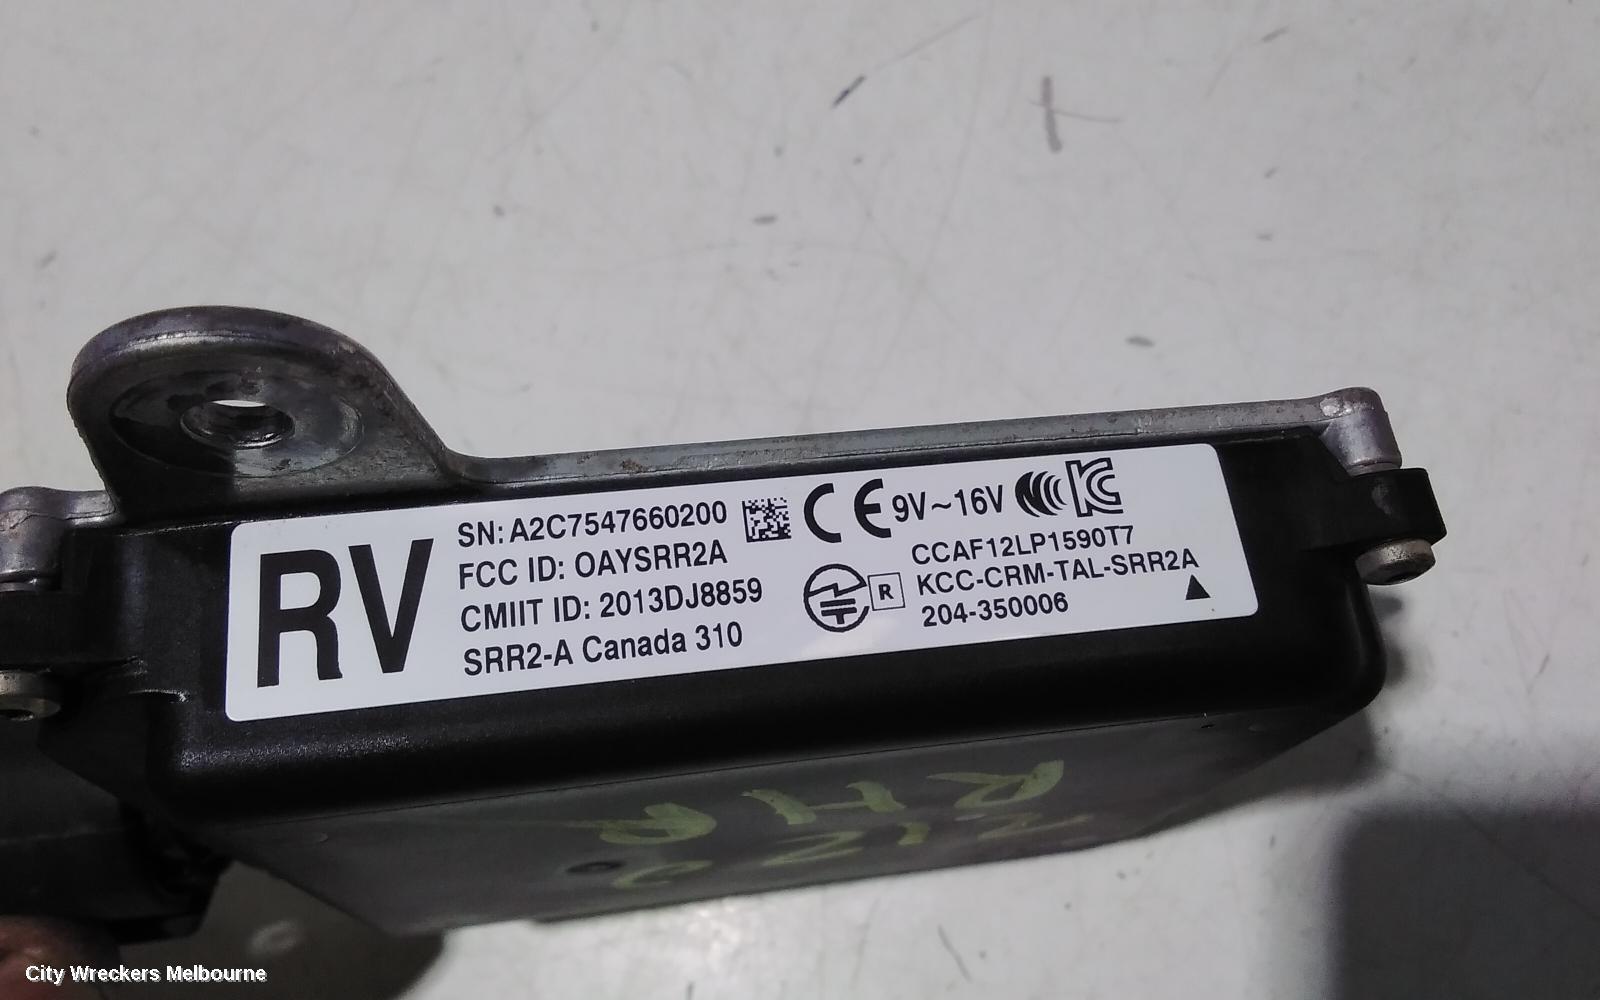 RV
SN: A2C7547660200
FCC ID: OAYSRR2A
CMIIT ID: 2013DJ8859
SRR2-A Canada 310
CE 9V~16V
CCAF12LP1590T7
KCC-CRM-TAL-SRR2A
R
204-350006
City Wreckers Melbourne